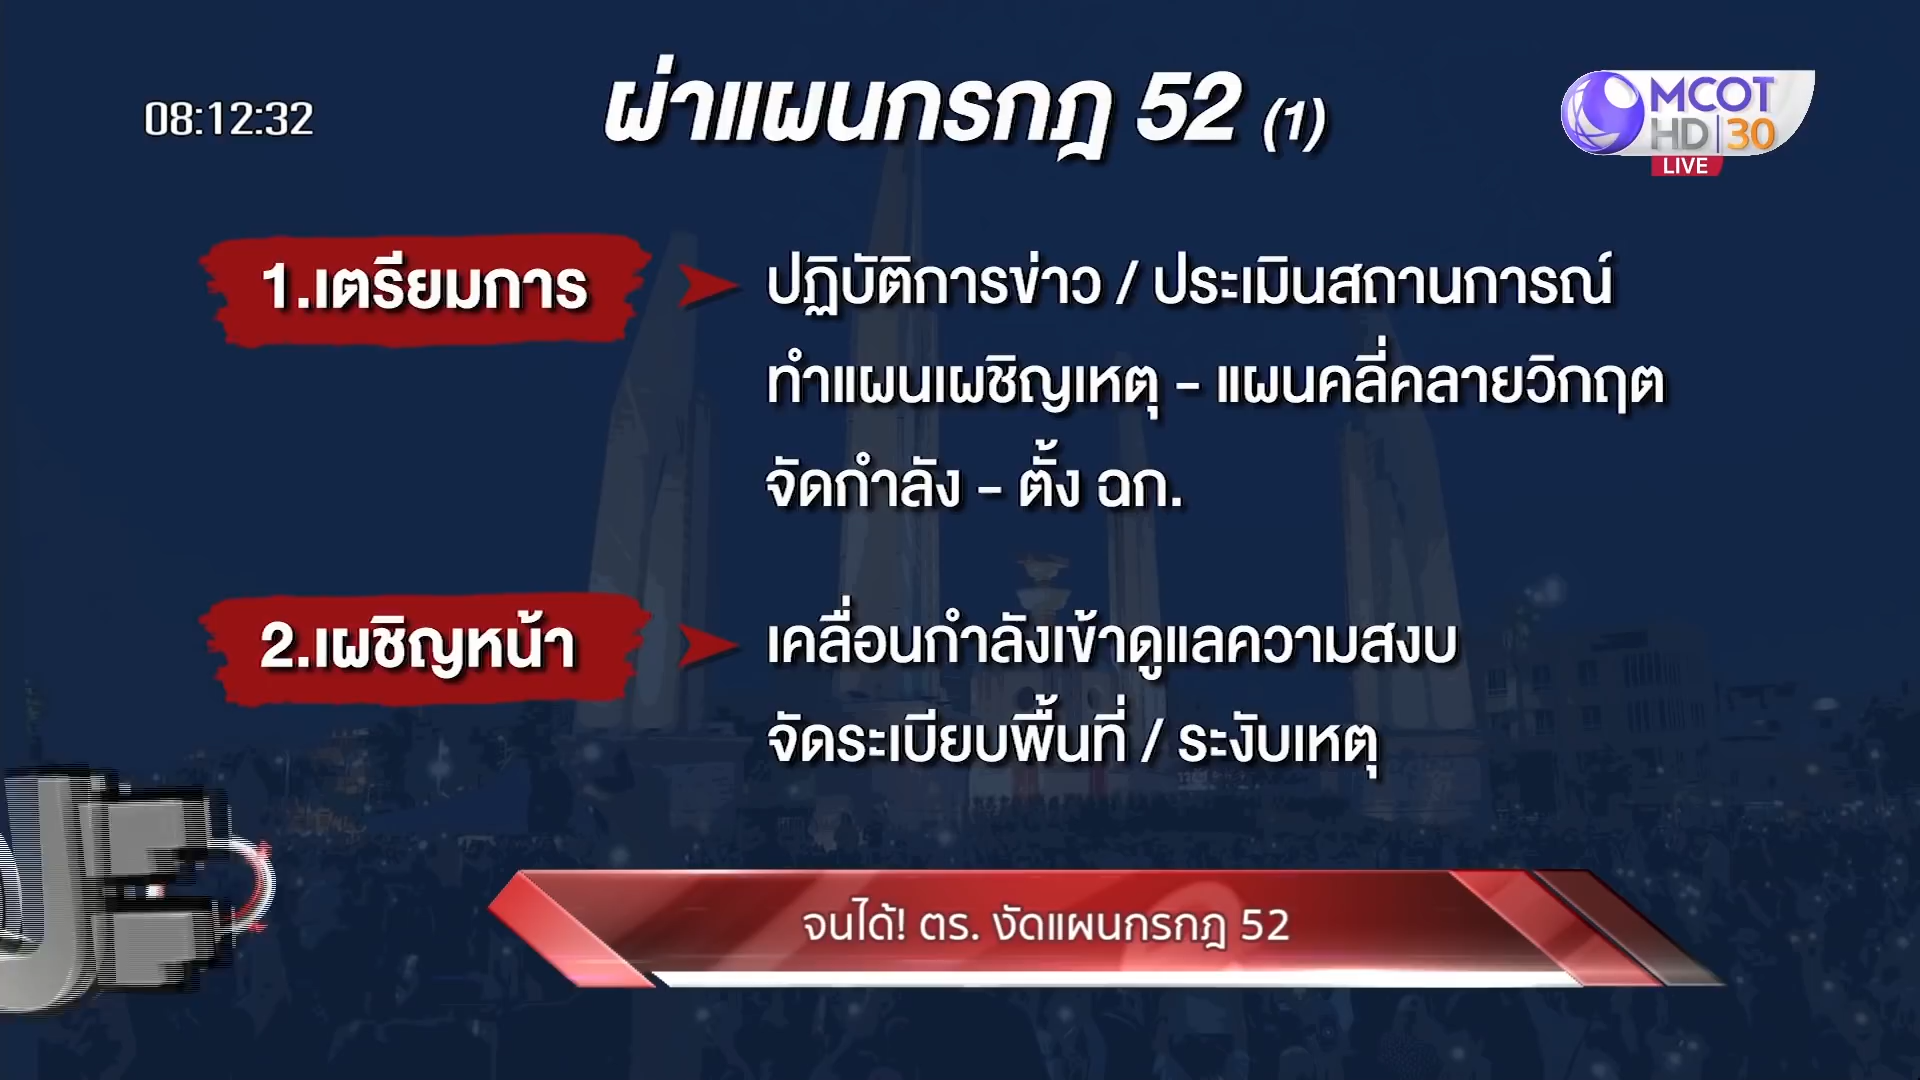 08:12:32
ผ่าแผนกรกฎ 52 (1)
MCOT
HD 30
LIVE
1.เตรียมการ
ปฏิบัติการข่าว / ประเมินสถานการณ์
ทำแผนเผชิญเหตุ - แผนคลี่คลายวิกฤต
จัดกำลัง - ตั้ง ฉก.
2.เผชิญหน้า
เคลื่อนกำลังเข้าดูแลความสงบ
จัดระเบียบพื้นที่ / ระงับเหตุ
จนได้! ตร. งัดแผนกรกฎ 52